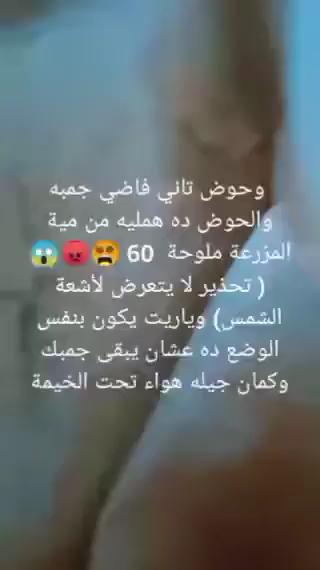 وحوض تاني فاضي جمبه
والحوض ده همليه من مية
المزرعة ملوحة 60 😫😡😱
( تحذير لا يتعرض لأشعة
الشمس) وياريت يكون بنفس
الوضع ده عشان يبقى جمبك
وكمان جيله هواء تحت الخيمة